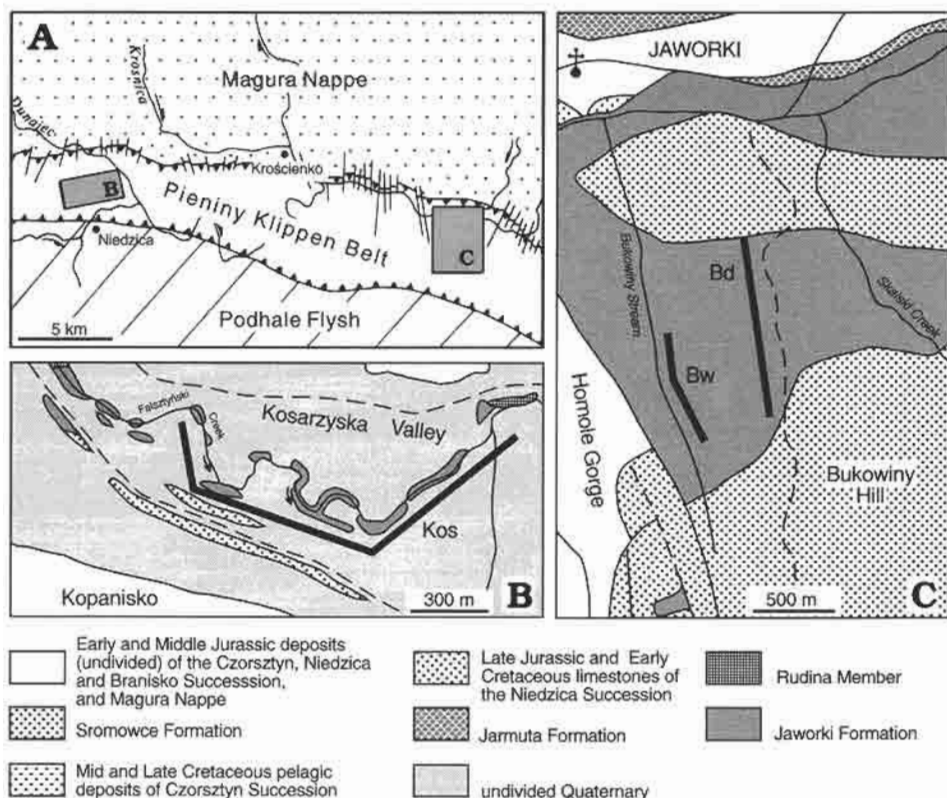 A
Krośnica
Magura Nappe
Dunajec
Krościenko
B
Pieniny Klippen Belt
C
Niedzica
5 km
Podhale Flysh
Falsztyński
Creek
Kosarzyska
Valley
Kos
Kopanisko
300 m
B
JAWORKI
Bukowiny Stream
Bd
Skalski Creek
Bw
Homole Gorge
Bukowiny
Hill
500 m
C
Early and Middle Jurassic deposits
(undivided) of the Czorsztyn, Niedzica
and Branisko Successsion,
and Magura Nappe
Sromowce Formation
Mid and Late Cretaceous pelagic
deposits of Czorsztyn Succession
Late Jurassic and Early
Cretaceous limestones of
the Niedzica Succession
Jarmuta Formation
undivided Quaternary
Rudina Member
Jaworki Formation